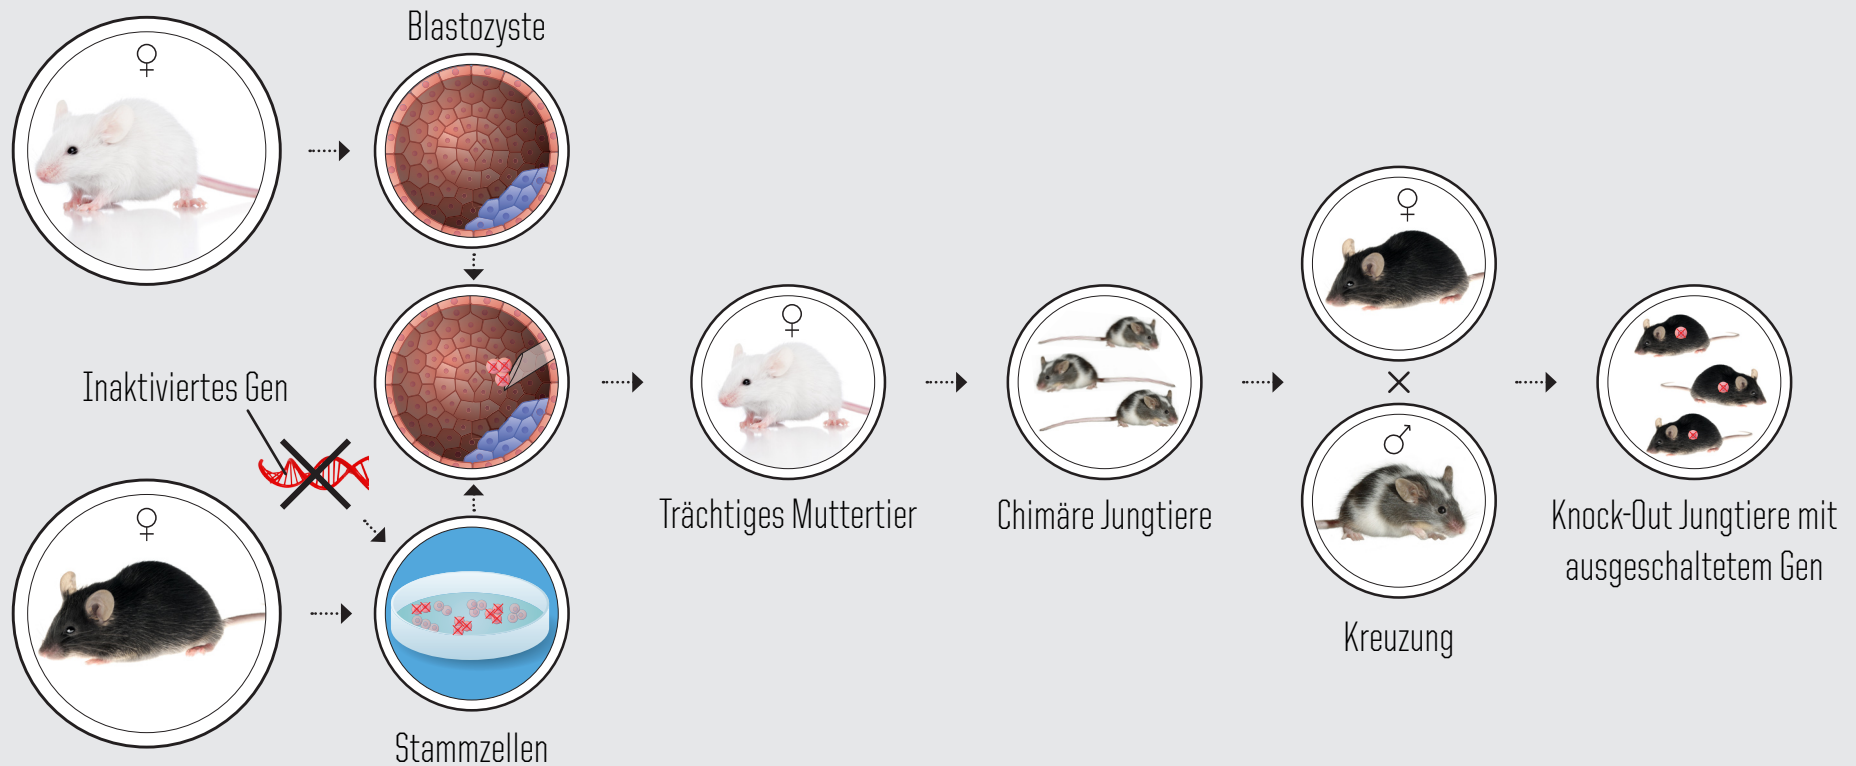 Blastozyste
Inaktiviertes Gen
Stammzellen
Trächtiges Muttertier
Chimäre Jungtiere
Kreuzung
Knock-Out Jungtiere mit
ausgeschaltetem Gen